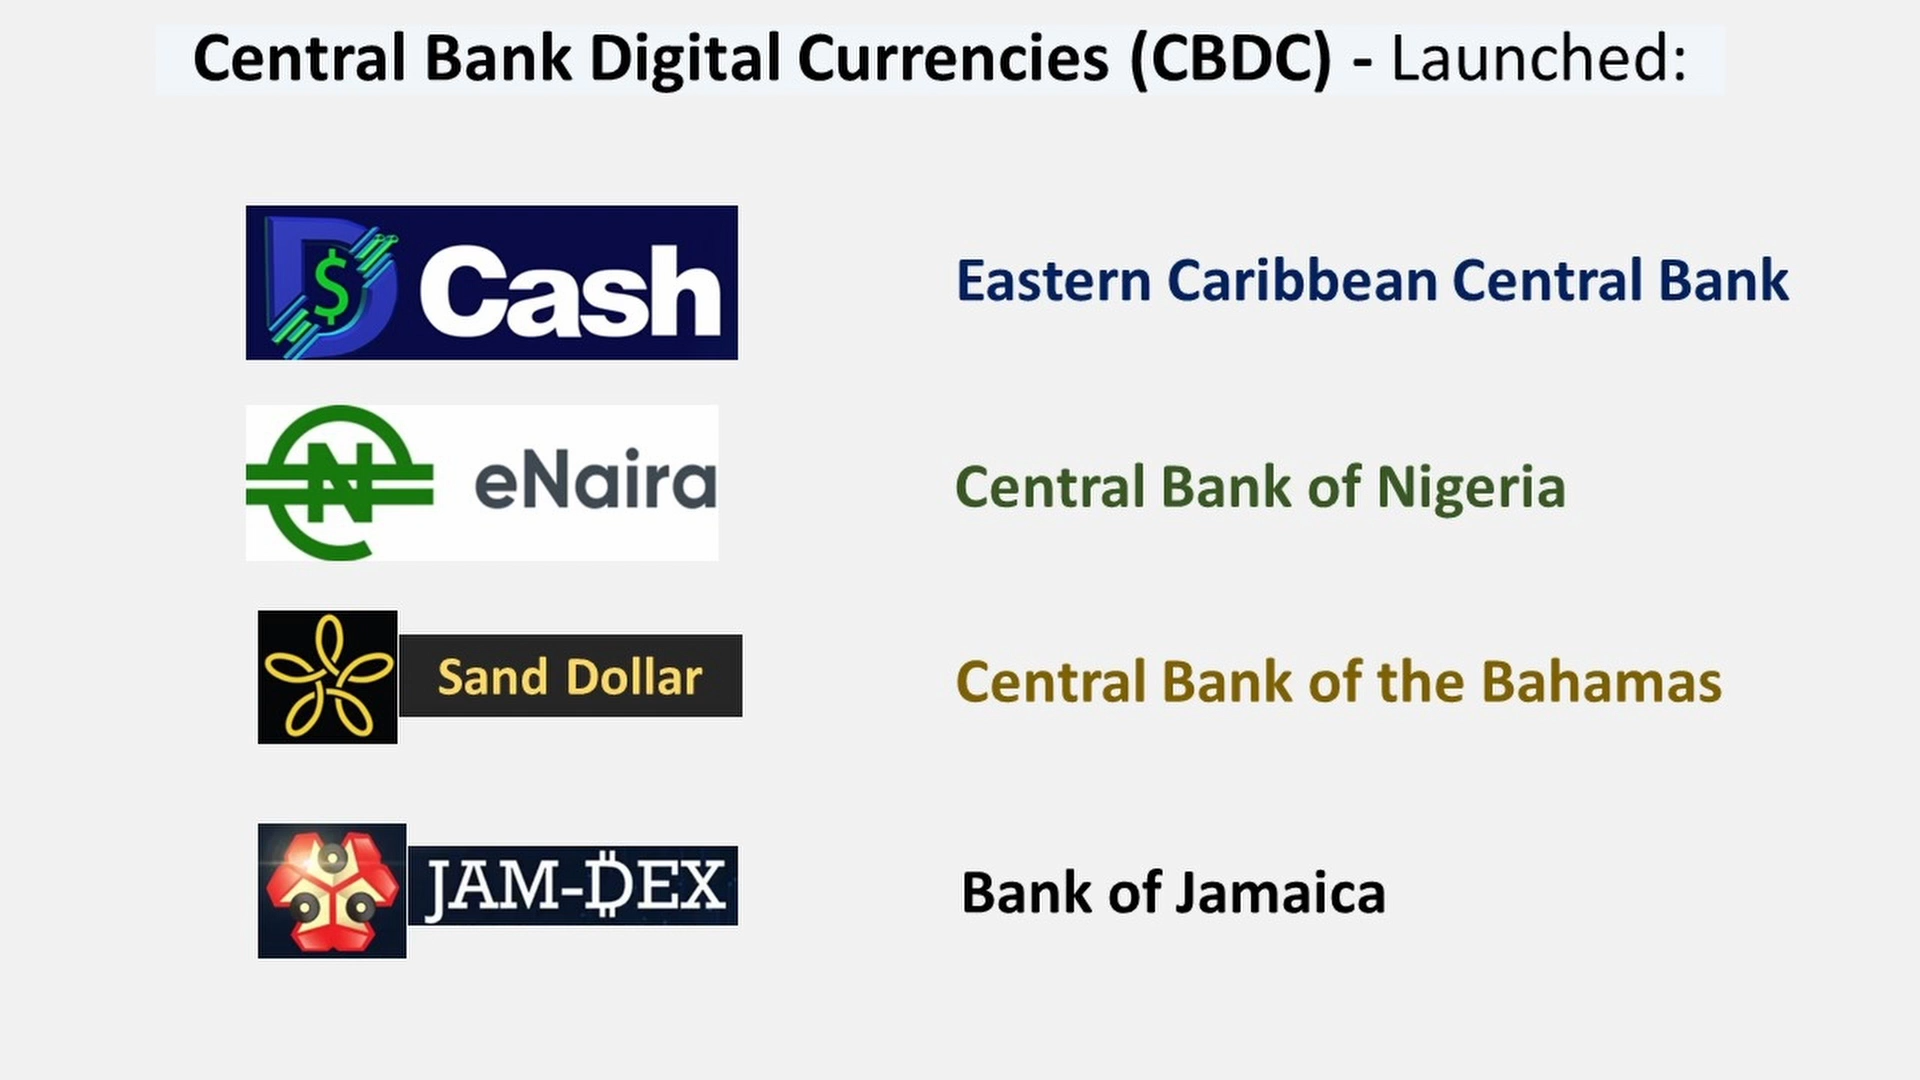 Central Bank Digital Currencies (CBDC) - Launched:
D$ Cash
Eastern Caribbean Central Bank
eNaira
Central Bank of Nigeria
Sand Dollar
Central Bank of the Bahamas
JAM-DEX
Bank of Jamaica